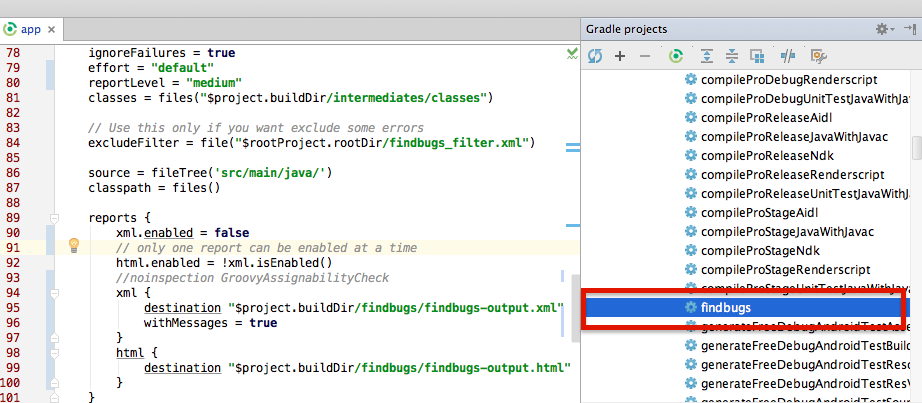 app
78 ignoreFailures = true
79 effort = "default"
80 reportLevel = "medium"
81 classes = files("$project.buildDir/intermediates/classes")
82
83 // Use this only if you want exclude some errors
84 excludeFilter = file("$rootProject.rootDir/findbugs_filter.xml")
85
86 source = fileTree('src/main/java/')
87 classpath = files()
88
89 reports {
90 xml.enabled = false
91 // only one report can be enabled at a time
92 html.enabled = !xml.isEnabled()
93 //noinspection GroovyAssignabilityCheck
94 xml {
95 destination "$project.buildDir/findbugs/findbugs-output.xml"
96 withMessages = true
97 }
98 html {
99 destination "$project.buildDir/findbugs/findbugs-output.html"
100 }
101 }
Gradle projects
compileProDebugRenderscript
compileProDebugUnitTestJavaWithJa
compileProReleaseAidl
compileProReleaseJavaWithJavac
compileProReleaseNdk
compileProReleaseRenderscript
compileProReleaseUnitTestJavaWithJ
compileProStageAidl
compileProStageJavaWithJavac
compileProStageNdk
compileProStageRenderscript
compileProStageUnitTestJavaWithJav
findbugs
generateFreeDebugAndroidTestAsse
generateFreeDebugAndroidTestBuild
generateFreeDebugAndroidTestResO
generateFreeDebugAndroidTestResV
generateFreeDebugAndroidTestSour